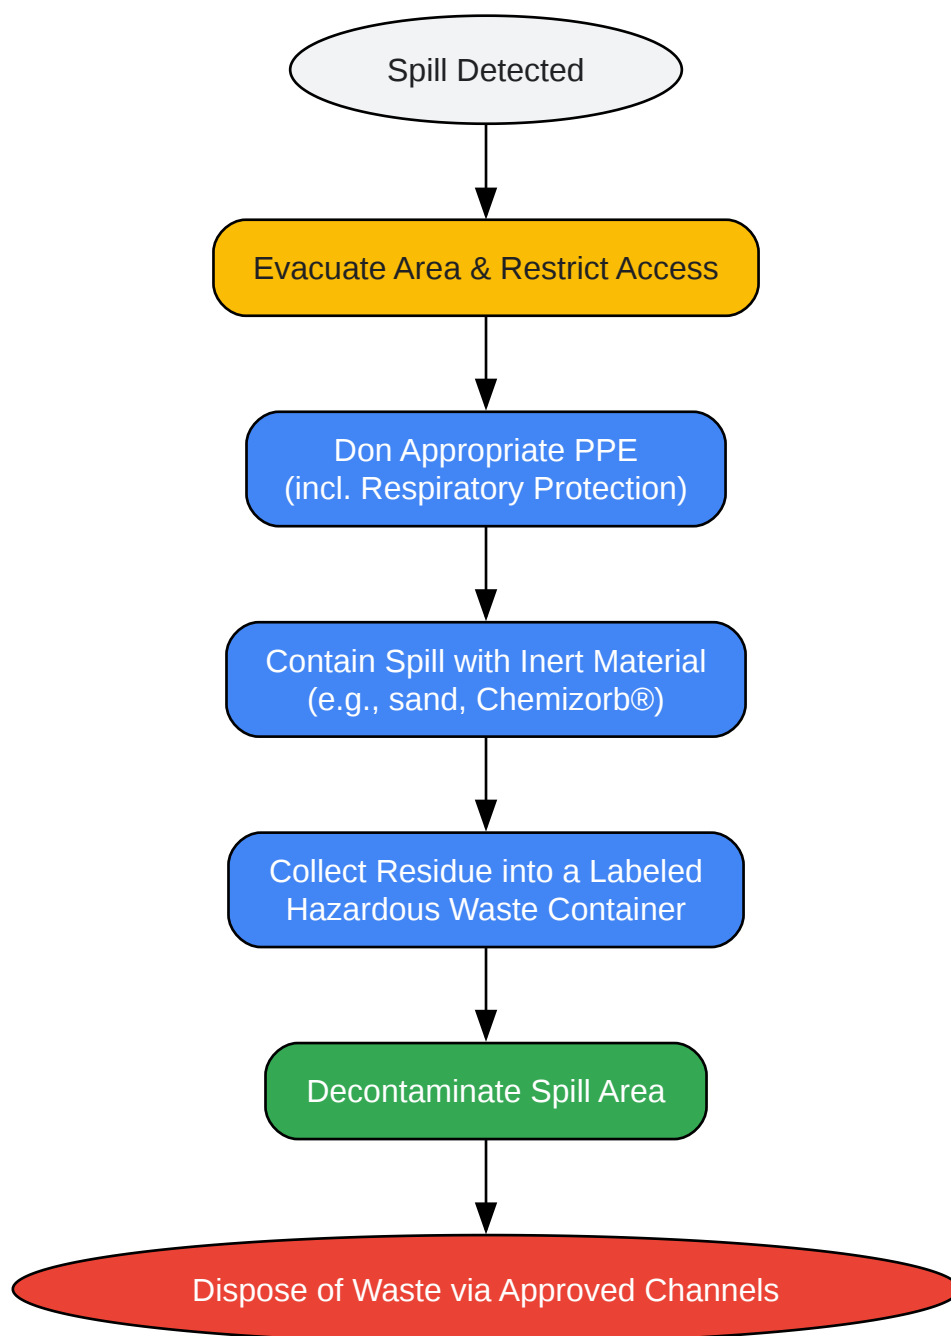 Spill Detected
Evacuate Area & Restrict Access
Don Appropriate PPE
(incl. Respiratory Protection)
Contain Spill with Inert Material
(e.g., sand, Chemizorb®)
Collect Residue into a Labeled
Hazardous Waste Container
Decontaminate Spill Area
Dispose of Waste via Approved Channels